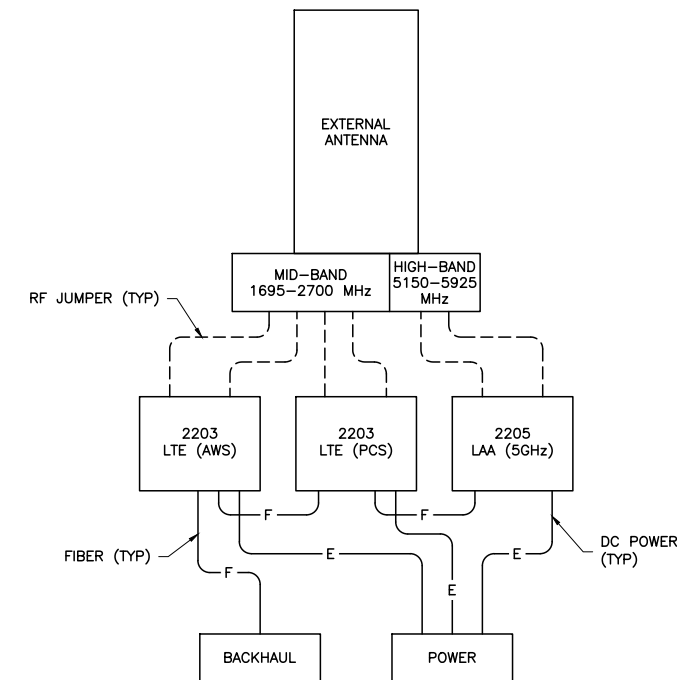 EXTERNAL
ANTENNA
MID-BAND
1695-2700 MHz
HIGH-BAND
5150-5925
MHz
RF JUMPER (TYP)
2203
LTE (AWS)
2203
LTE (PCS)
2205
LAA (5GHz)
F
F
FIBER (TYP)
E
E
DC POWER
(TYP)
F
E
BACKHAUL
POWER